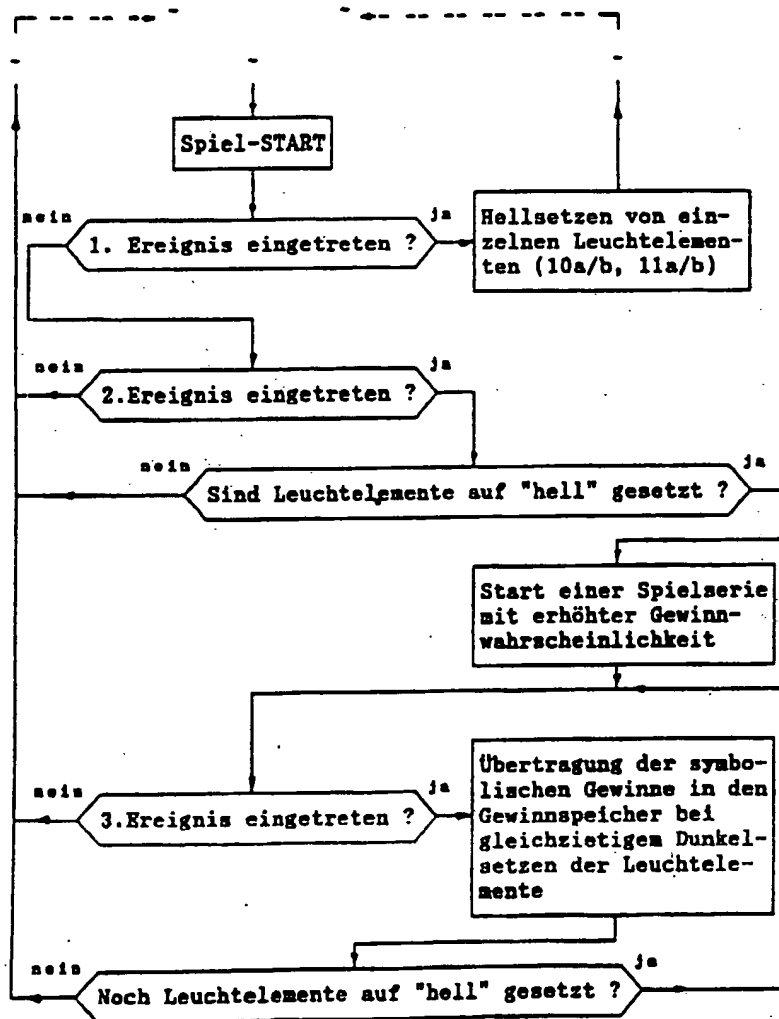 Spiel-START
nein
ja
1. Ereignis eingetreten ?
Hellsetzen von ein-
zelnen Leuchtelemen-
ten (10a/b, 11a/b)
nein
ja
2.Ereignis eingetreten ?
nein
ja
Sind Leuchtelemente auf "hell" gesetzt ?
Start einer Spielserie
mit erhöhter Gewinn-
wahrscheinlichkeit
nein
ja
3.Ereignis eingetreten ?
Übertragung der symbo-
lischen Gewinne in den
Gewinnspeicher bei
gleichzietigem Dunkel-
setzen der Leuchtele-
mente
nein
ja
Noch Leuchtelemente auf "hell" gesetzt ?